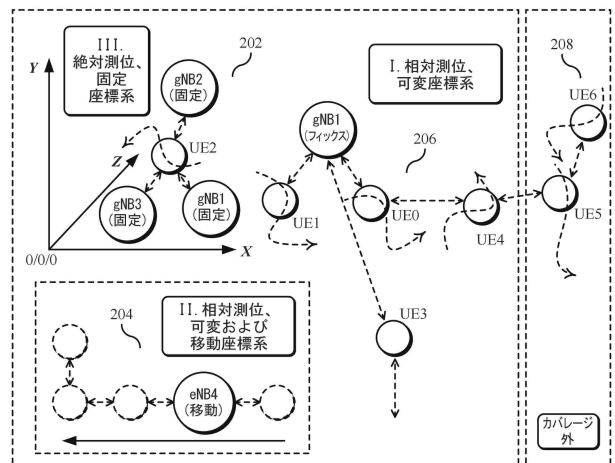 III.
絶対測位、
固定
座標系
202
I. 相対測位、
可変座標系
208
Y
gNB2
(固定)
UE2
Z
gNB3
(固定)
gNB1
(固定)
0/0/0
X
gNB1
(フィックス)
206
UE1
UE0
UE4
UE6
UE5
UE3
204
II. 相対測位、
可変および
移動座標系
eNB4
(移動)
カバレージ
外